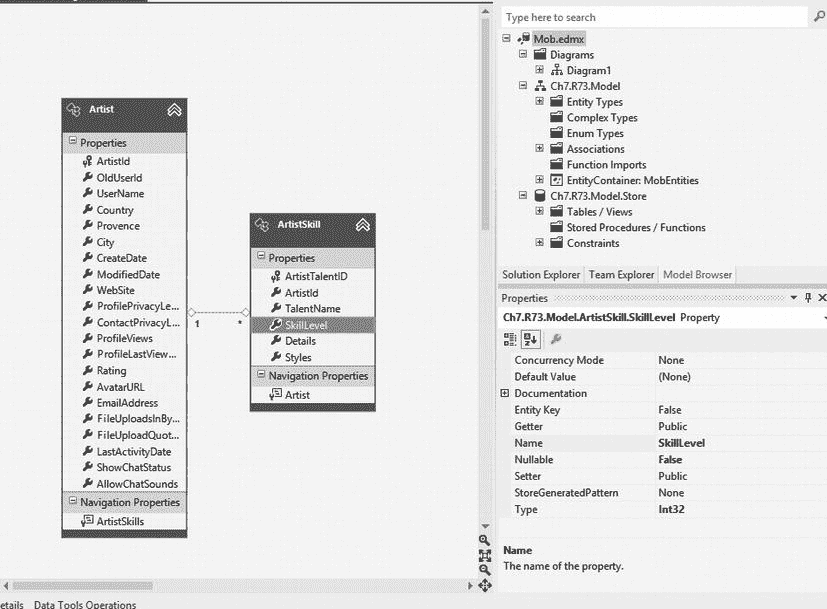 Artist
Properties
ArtistId
OldUserId
UserName
Country
Provence
City
CreateDate
ModifiedDate
WebSite
ProfilePrivacyLe...
ContactPrivacyL...
ProfileViews
ProfileLastView...
Rating
AvatarURL
EmailAddress
FileUploadsInBy...
FileUploadQuot...
LastActivityDate
ShowChatStatus
AllowChatSounds
Navigation Properties
ArtistSkills
1
*
ArtistSkill
Properties
ArtistTalentID
ArtistId
TalentName
SkillLevel
Details
Styles
Navigation Properties
Artist
etails Data Tools Operations
Type here to search
Mob.edmx
Diagrams
Diagram1
Ch7.R73.Model
Entity Types
Complex Types
Enum Types
Associations
Function Imports
EntityContainer: MobEntities
Ch7.R73.Model.Store
Tables / Views
Stored Procedures / Functions
Constraints
Solution Explorer Team Explorer Model Browser
Properties
Ch7.R73.Model.ArtistSkill.SkillLevel Property
Concurrency Mode None
Default Value (None)
Documentation
Entity Key False
Getter Public
Name SkillLevel
Nullable False
Setter Public
StoreGeneratedPattern None
Type Int32
Name
The name of the property.